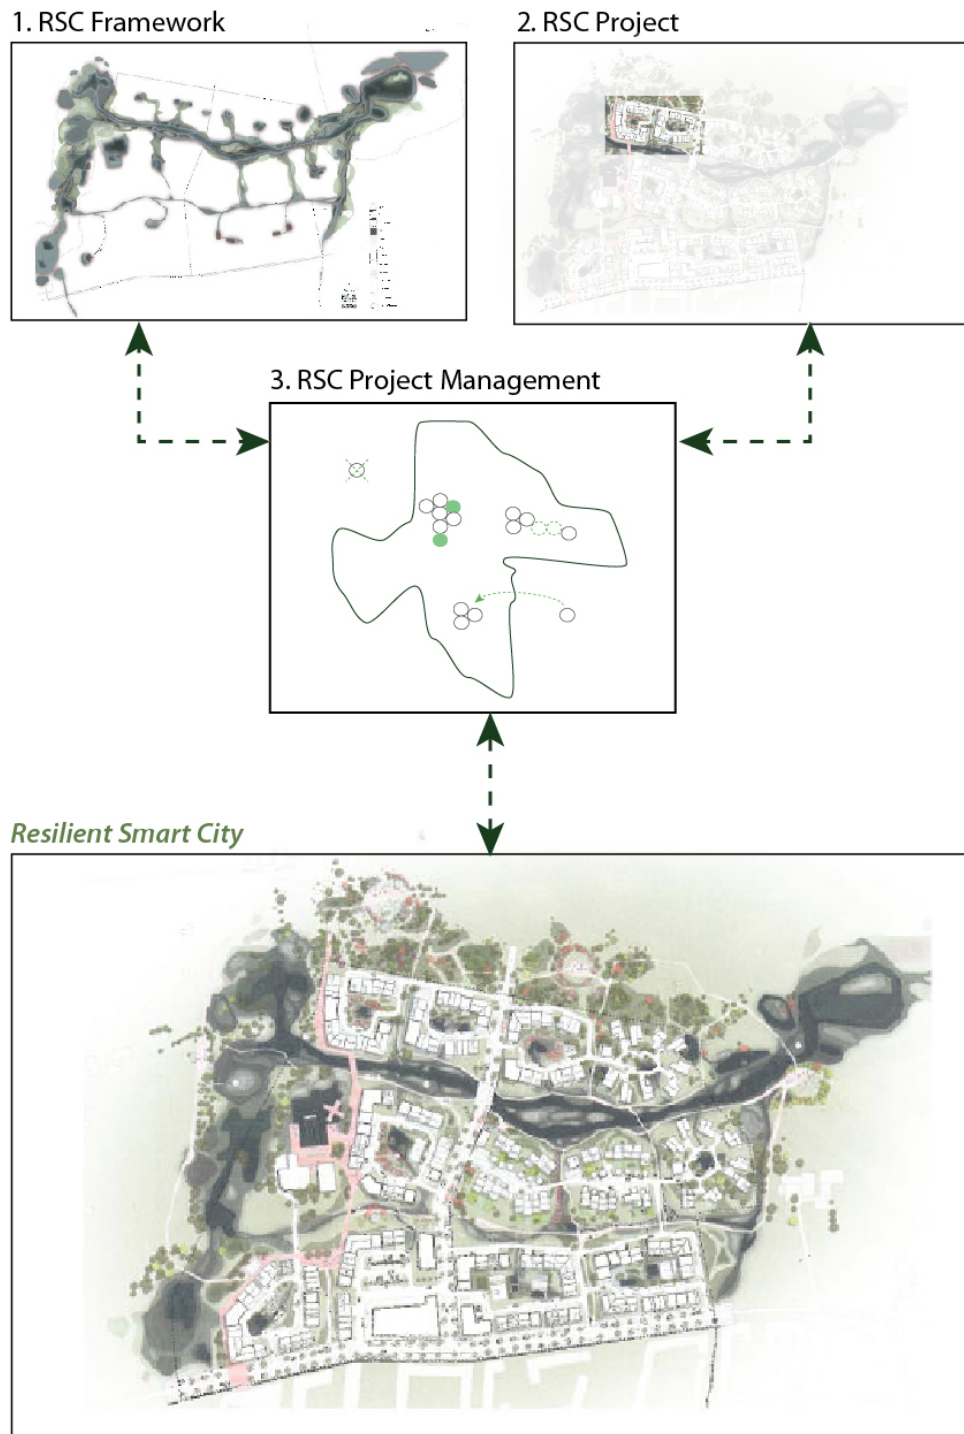 1. RSC Framework
2. RSC Project
3. RSC Project Management
Resilient Smart City